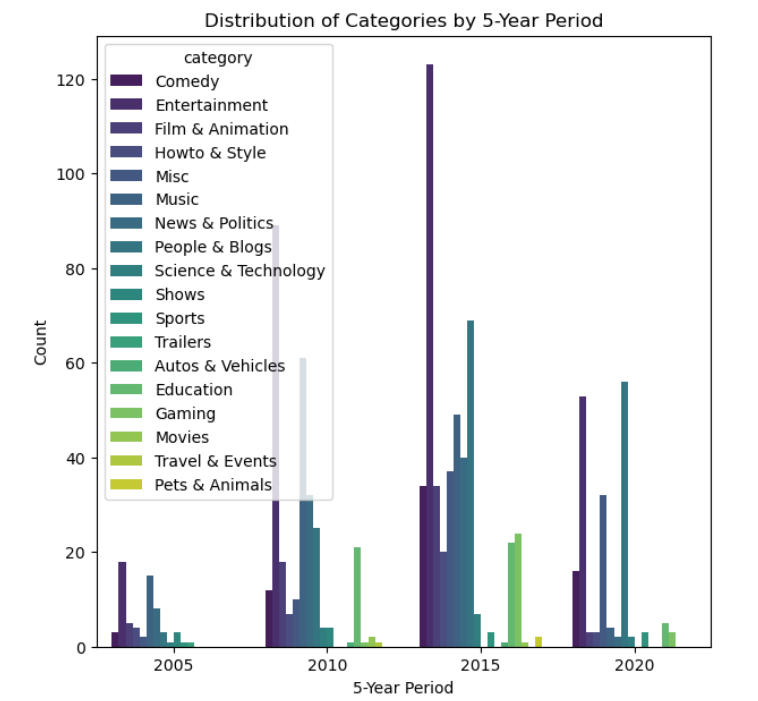 Distribution of Categories by 5-Year Period
category
Comedy
Entertainment
Film & Animation
Howto & Style
Misc
Music
News & Politics
People & Blogs
Science & Technology
Shows
Sports
Trailers
Autos & Vehicles
Education
Gaming
Movies
Travel & Events
Pets & Animals
Count
120
100
80
60
40
20
0
2005 2010 2015 2020
5-Year Period